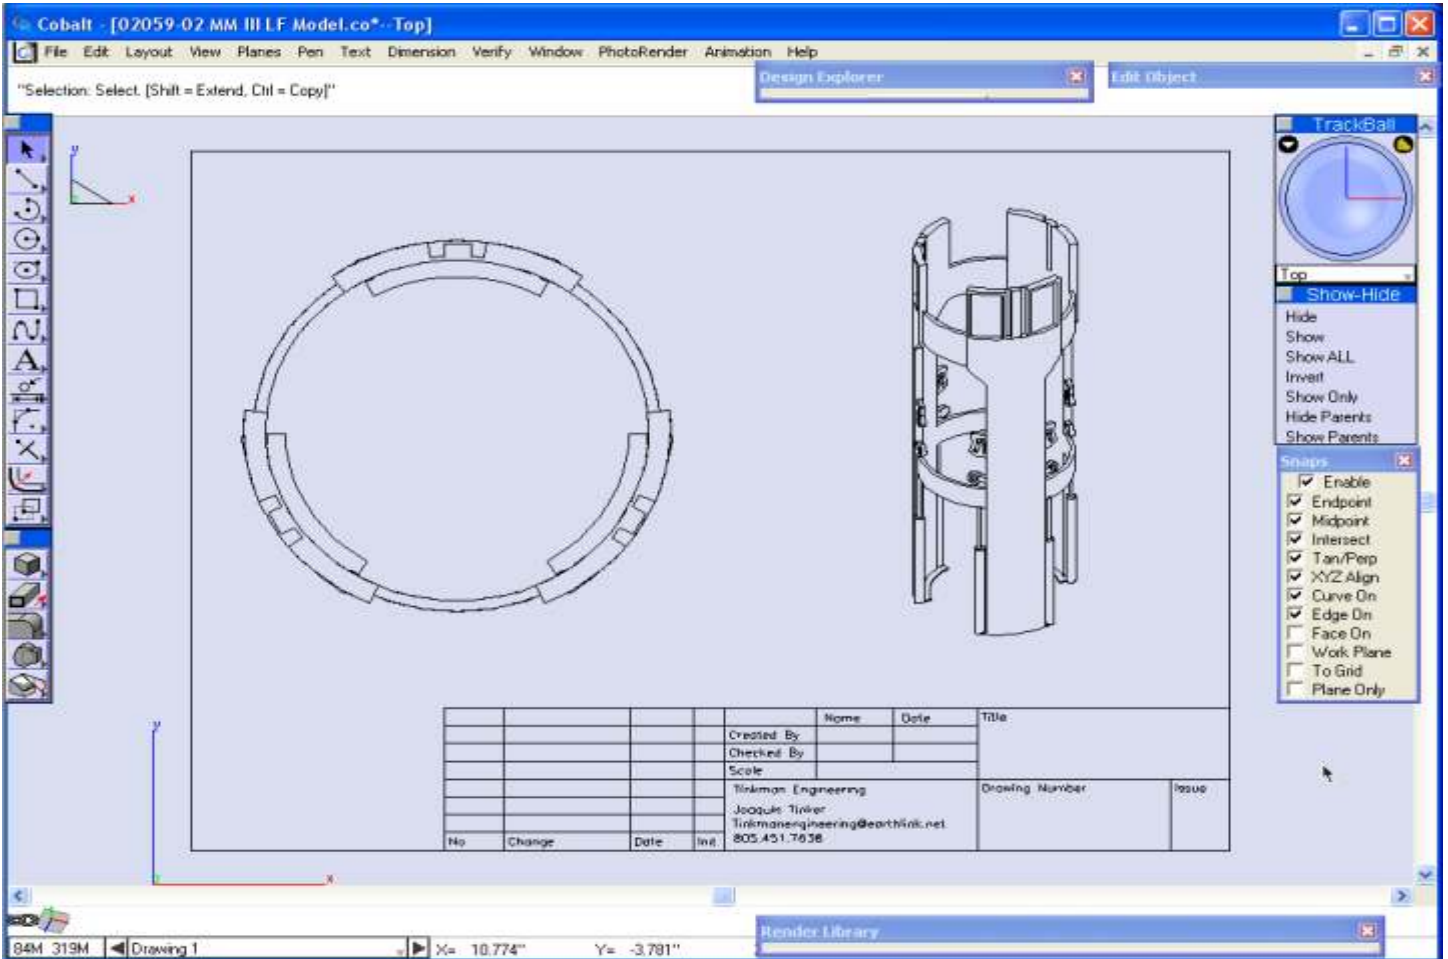 Cobalt - [02059-02 MM III LF Model.co*--Top]
File Edit Layout View Planes Pen Text Dimension Verify Window PhotoRender Animation Help
"Selection: Select. [Shift = Extend, Ctrl = Copy]"
Design Explorer
Edit Object
TrackBall
Top
Show-Hide
Hide
Show
Show ALL
Invert
Show Only
Hide Parents
Show Parents
Snaps
Enable
Endpoint
Midpoint
Intersect
Tan/Perp
XYZ Align
Curve On
Edge On
Face On
Work Plane
To Grid
Plane Only
y
x
y
x
Name Date Title
Created By
Checked By
Scale
Tinkman Engineering Drawing Number Issue
Joaquin Tinker
Tinkmanengineering@earthlink.net
805.451.7636
No Change Date Init
Render Library
84M 319M Drawing 1 X= 10.774" Y= -3.781"